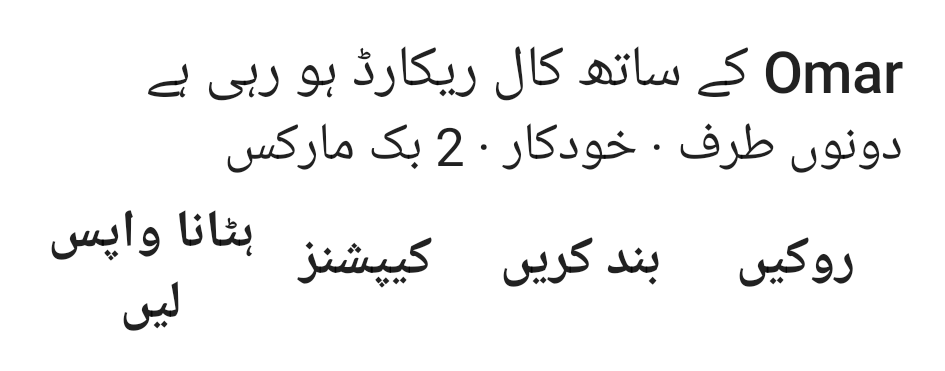 Omar کے ساتھ کال ریکارڈ ہو رہی ہے
دونوں طرف · خودکار · 2 بک مارکس
روکیں
بند کریں
کیپشنز
ہٹانا واپس
لیں